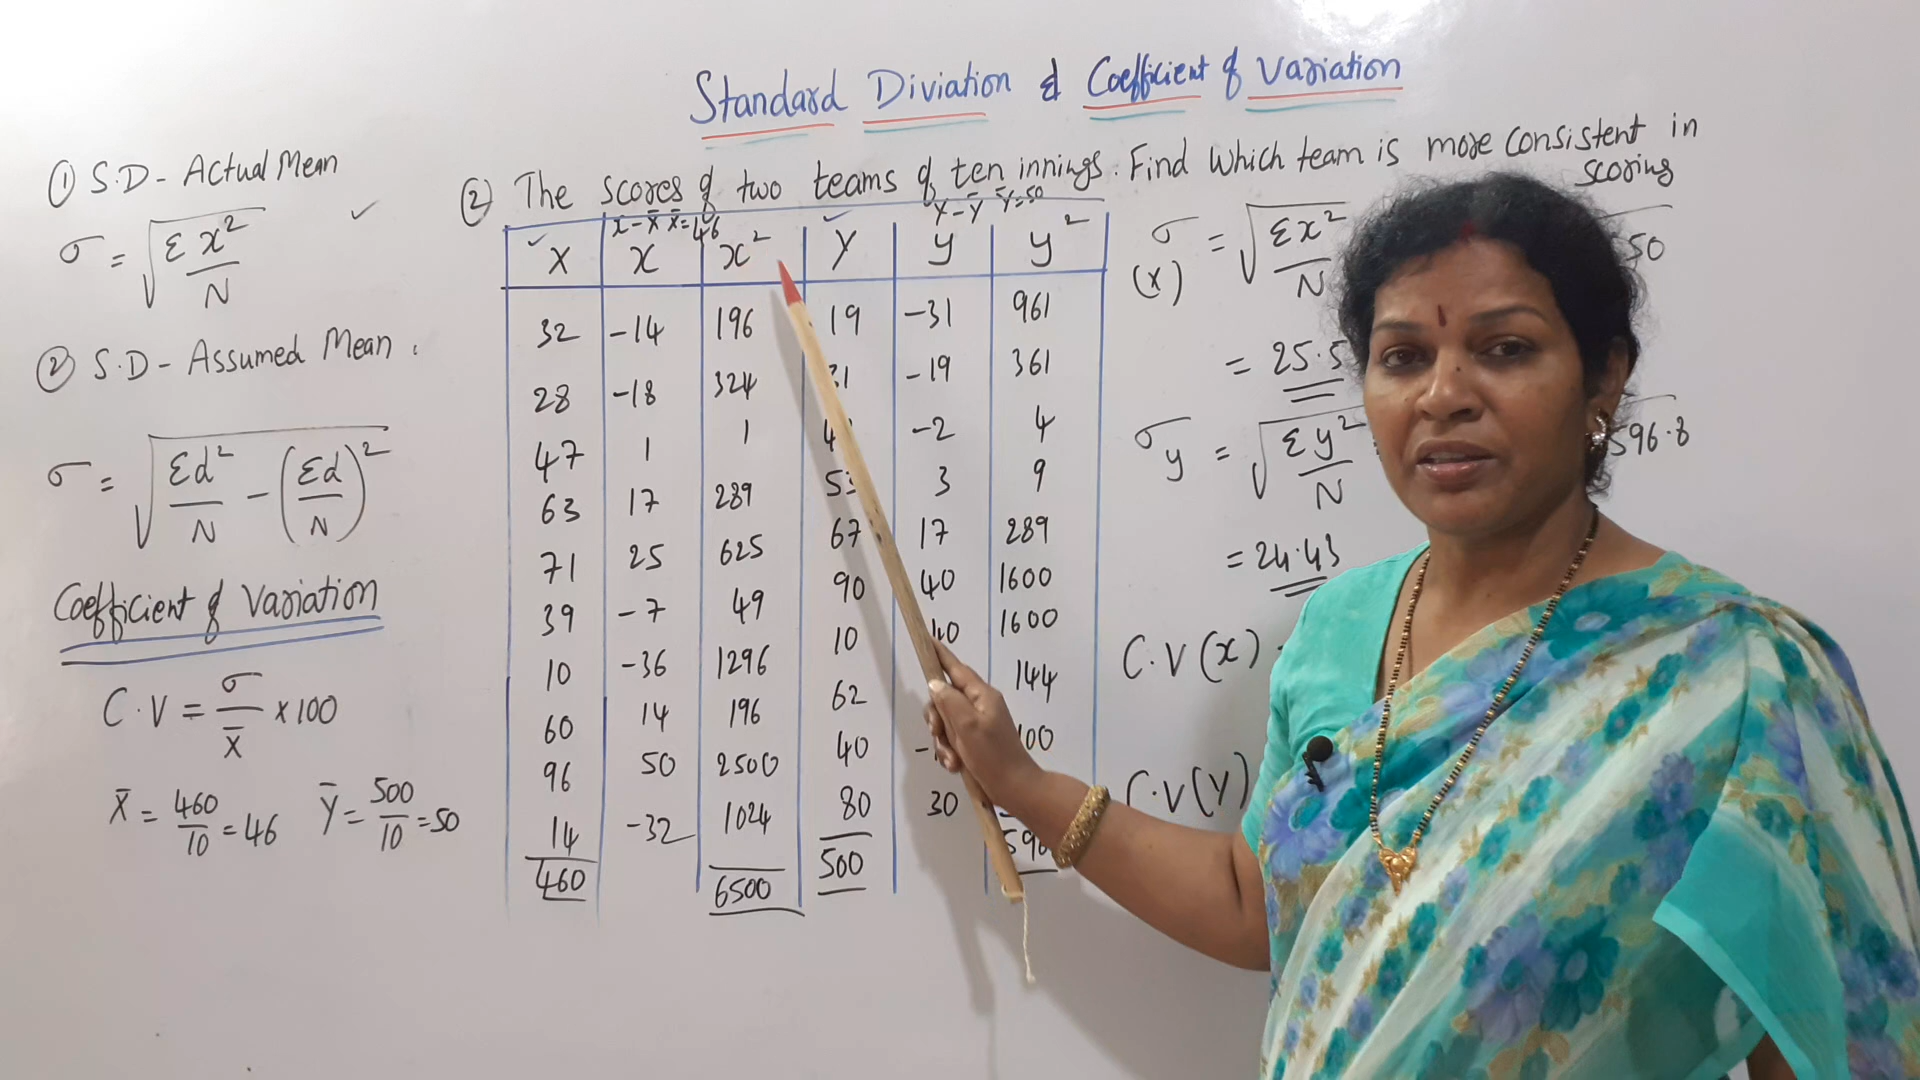 Standard Diviation & Coefficient of Variation
① S.D - Actual Mean
σ = √Σx²/N ✓
② S.D - Assumed Mean.
σ = √Σd²/N - (Σd/N)²
Coefficient of Variation
C.V = σ/X̄ × 100
X̄ = 460/10 = 46 Ȳ = 500/10 = 50
② The scores of two teams of ten innings. Find which team is more consistent in
scoring
x-X̄ X̄=46 Y-Ȳ Ȳ=50
X x x² Y y y²
32 -14 196 19 -31 961
28 -18 324 31 -19 361
47 1 1 -2 4
63 17 289 53 3 9
71 25 625 67 17 289
39 -7 49 90 40 1600
10 -36 1296 10 40 1600
60 14 196 62 144
96 50 2500 40 100
14 -32 1024 80 30
460 6500 500
σ(x) = √Σx²/N 50
= 25.5
σy = √Σy²/N 596.8
= 24.43
C.V(x)
C.V(Y)